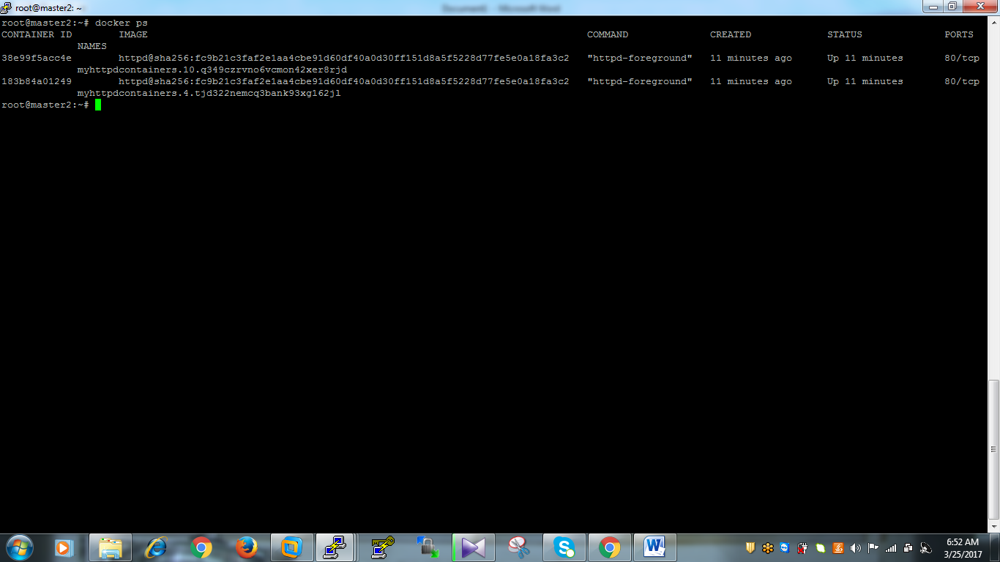 root@master2: ~
Document1 - Microsoft Word
root@master2:~# docker ps
CONTAINER ID IMAGE COMMAND CREATED STATUS PORTS
NAMES
38e99f5acc4e httpd@sha256:fc9b21c3faf2e1aa4cbe91d60df40a0d30ff151d8a5f5228d77fe5e0a18fa3c2 "httpd-foreground" 11 minutes ago Up 11 minutes 80/tcp
myhttpdcontainers.10.q349czrvno6vcmon42xer8rjd
183b84a01249 httpd@sha256:fc9b21c3faf2e1aa4cbe91d60df40a0d30ff151d8a5f5228d77fe5e0a18fa3c2 "httpd-foreground" 11 minutes ago Up 11 minutes 80/tcp
myhttpdcontainers.4.tjd322nemcq3bank93xg162jl
root@master2:~#
6:52 AM
3/25/2017